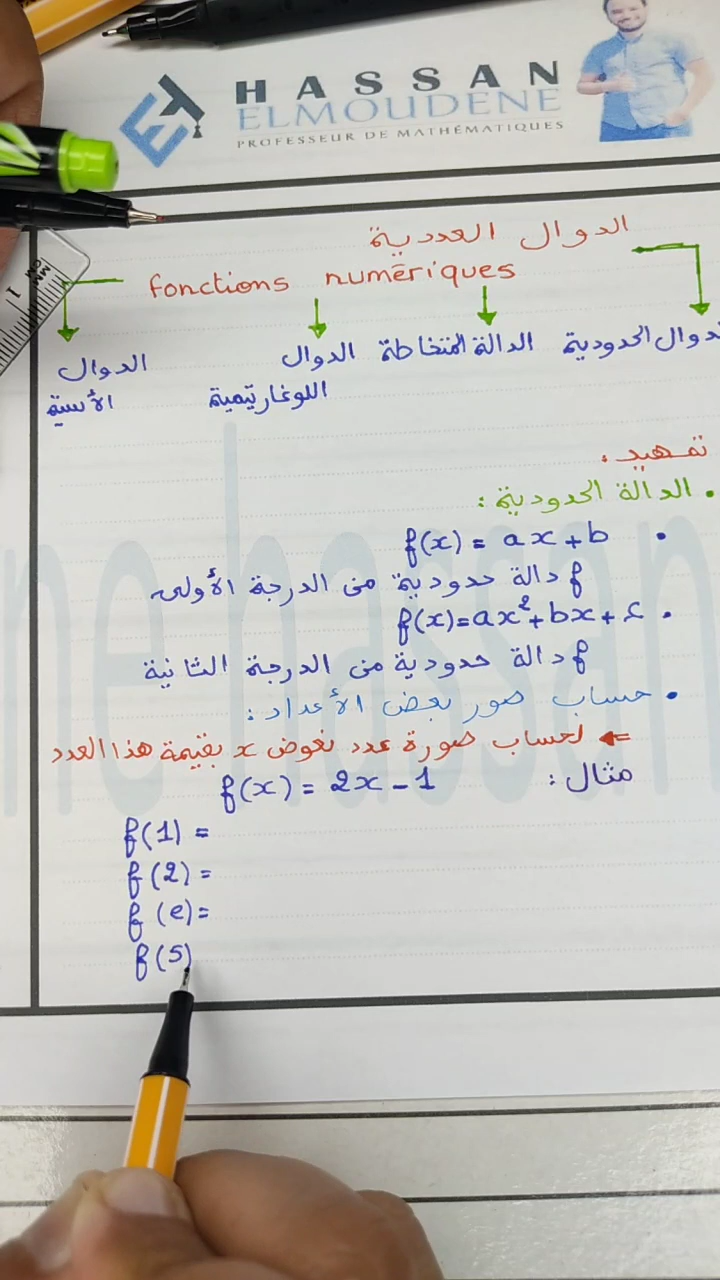 HASSAN
ELMOUDENE
PROFESSEUR DE MATHÉMATIQUES
الدوال العددية
fonctions numériques
دوال الحدودية
الدالة المتخاطة
الدوال اللوغاريتمية
الدوال الأسية
تمهيد .
• الدالة الحدودية :
• f(x) = ax + b
f دالة حدودية من الدرجة الأولى
• f(x) = ax² + bx + c
f دالة حدودية من الدرجة الثانية
• حساب صور بعض الأعداد :
⇐ لحساب صورة عدد نعوض x بقيمة هذا العدد
مثال : f(x) = 2x - 1
f(1) =
f(2) =
f(e) =
f(5)